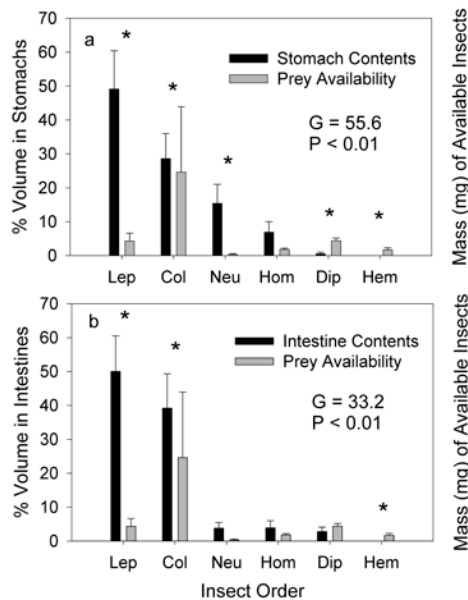 a
70
60
50
40
30
20
10
0
% Volume in Stomachs
Mass (mg) of Available Insects
Stomach Contents
Prey Availability
G = 55.6
P < 0.01
*
*
*
*
*
Lep Col Neu Hom Dip Hem
b
70
60
50
40
30
20
10
0
% Volume in Intestines
Mass (mg) of Available Insects
Intestine Contents
Prey Availability
G = 33.2
P < 0.01
*
*
*
Lep Col Neu Hom Dip Hem
Insect Order